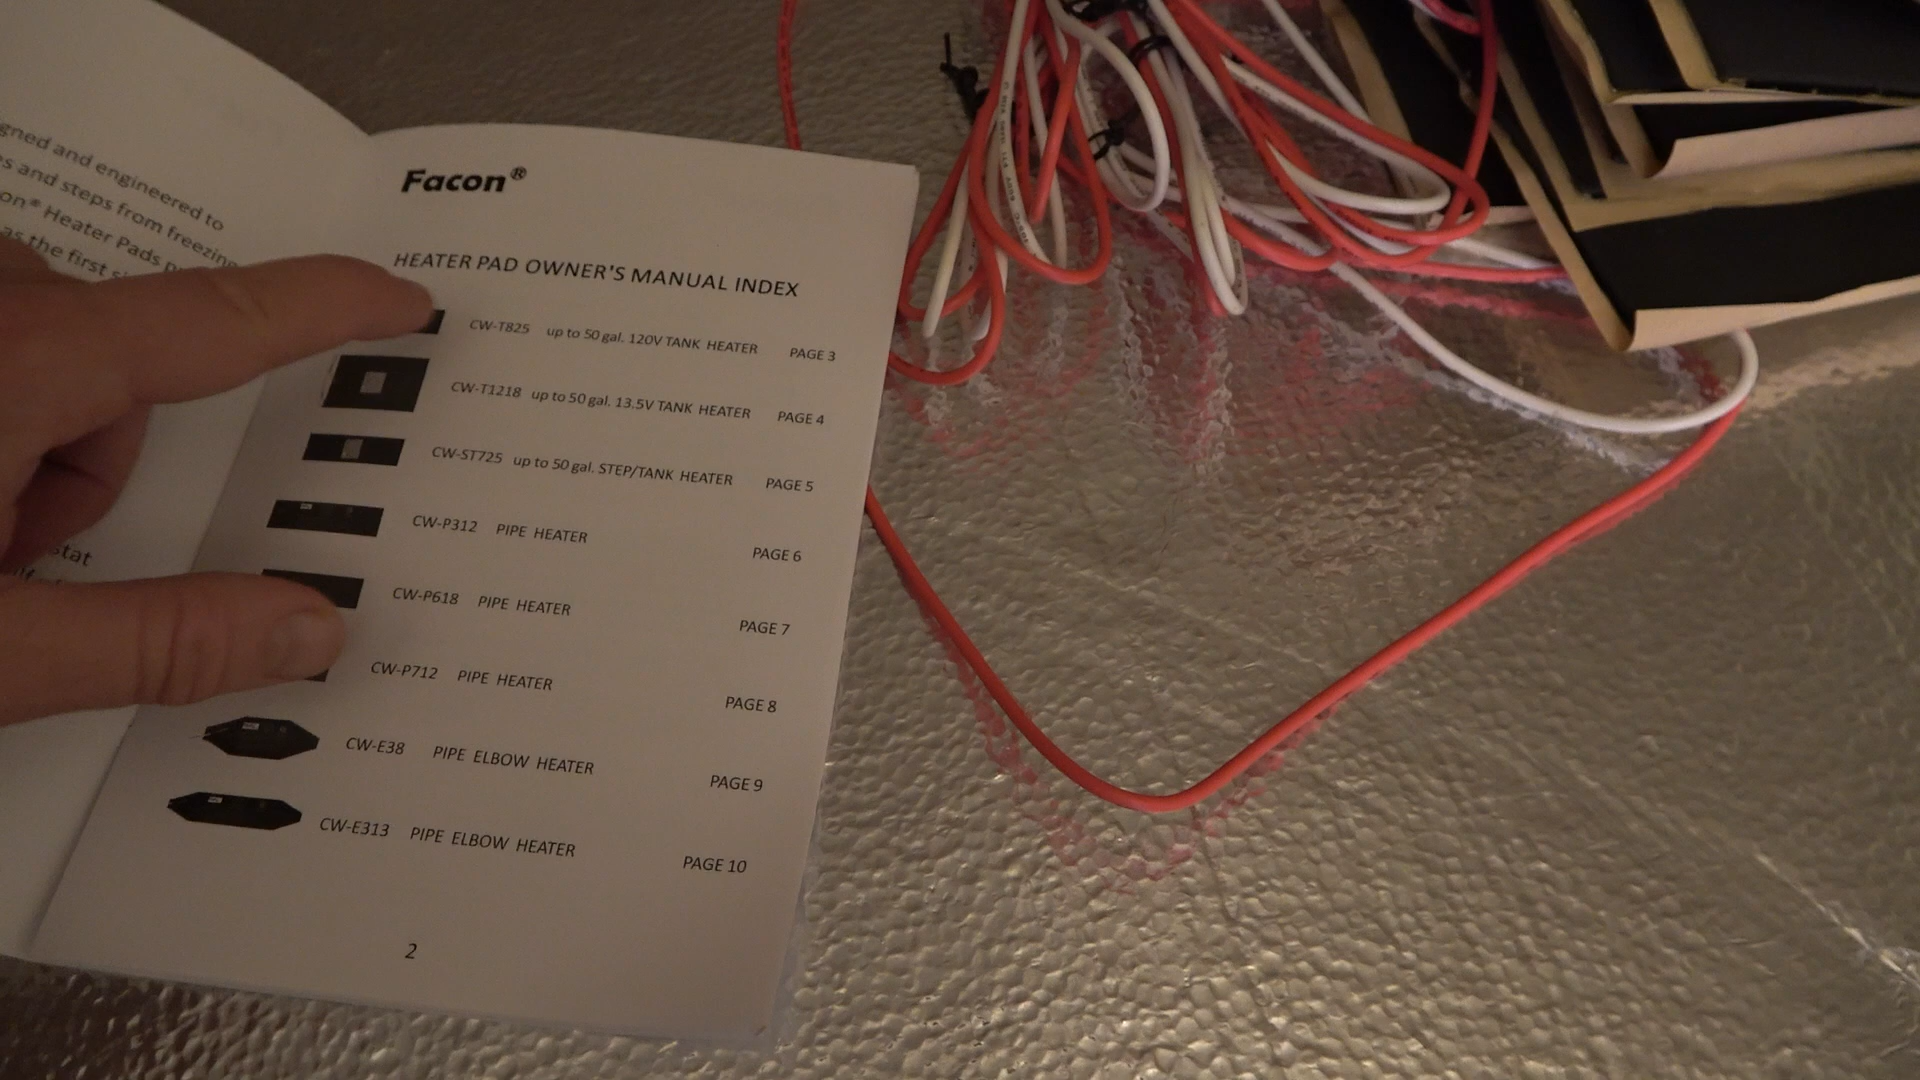 gned and engineered to
s and steps from freezing
on® Heater Pads
as the first
stat
Facon®
HEATER PAD OWNER'S MANUAL INDEX
CW-T825 up to 50 gal. 120V TANK HEATER PAGE 3
CW-T1218 up to 50 gal. 13.5V TANK HEATER PAGE 4
CW-ST725 up to 50 gal. STEP/TANK HEATER PAGE 5
CW-P312 PIPE HEATER PAGE 6
CW-P618 PIPE HEATER PAGE 7
CW-P712 PIPE HEATER PAGE 8
CW-E38 PIPE ELBOW HEATER PAGE 9
CW-E313 PIPE ELBOW HEATER PAGE 10
2